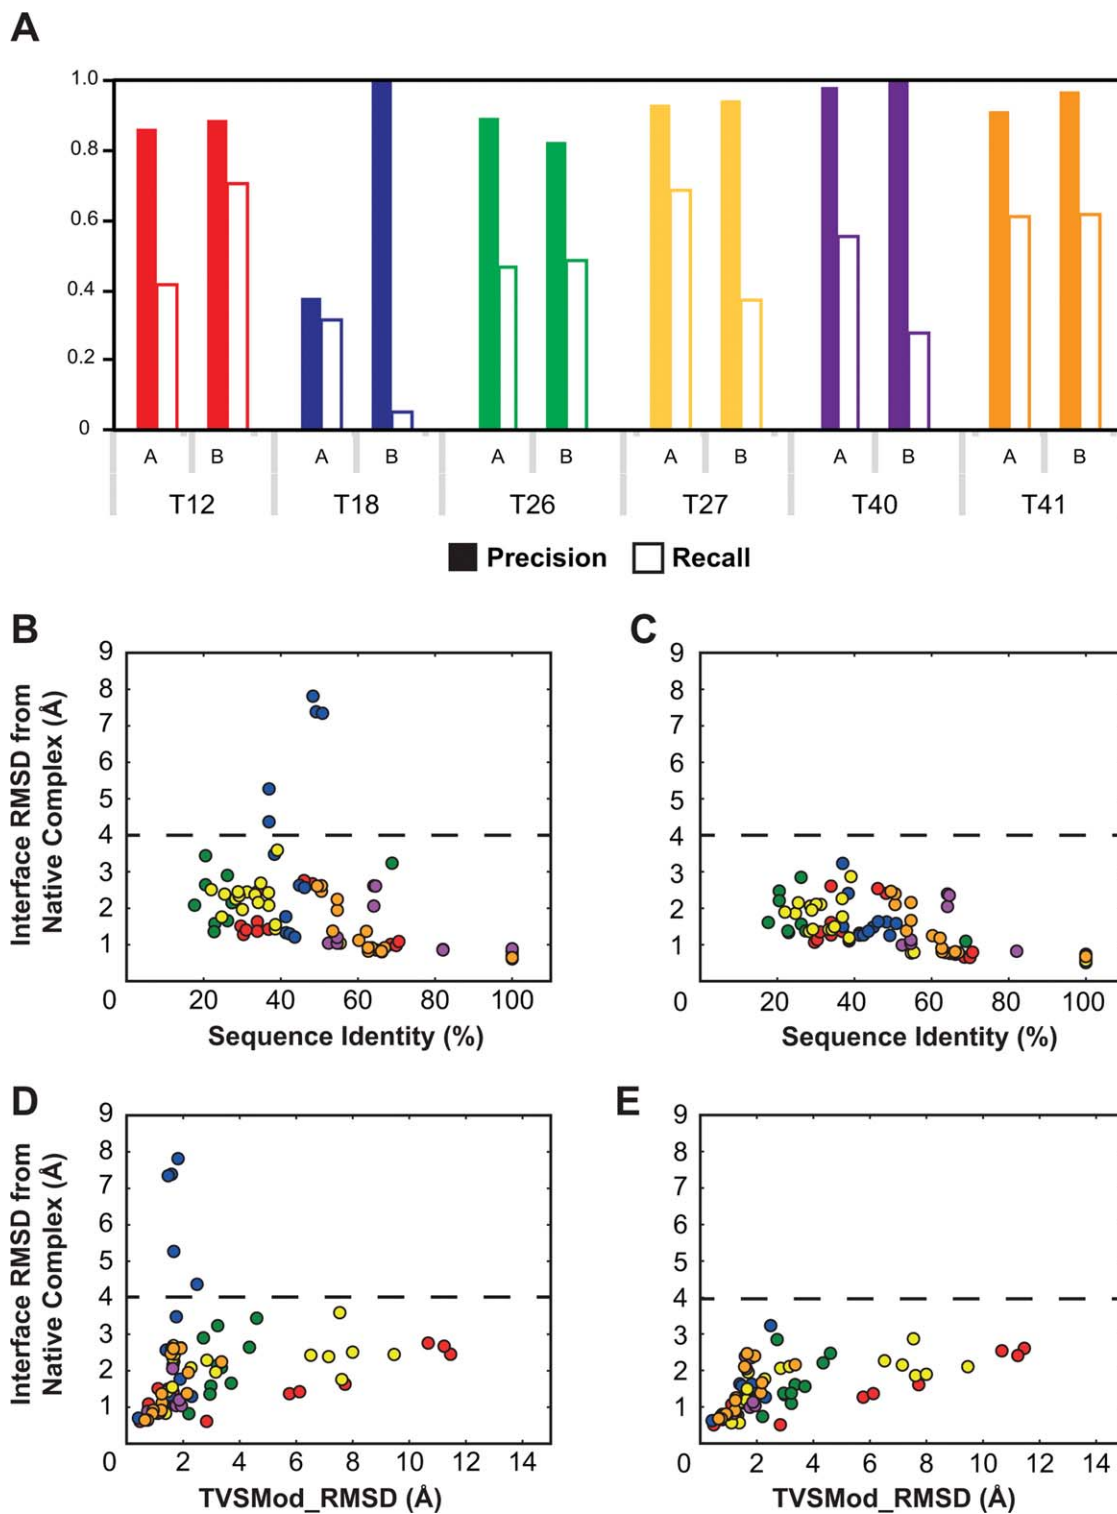 A
1.0
0.8
0.6
0.4
0.2
0
A B A B A B A B A B A B
T12 T18 T26 T27 T40 T41
Precision Recall
B
9
8
7
6
5
4
3
2
1
0
20 40 60 80 100
Interface RMSD from
Native Complex (Å)
Sequence Identity (%)
C
9
8
7
6
5
4
3
2
1
0
20 40 60 80 100
Sequence Identity (%)
D
9
8
7
6
5
4
3
2
1
0
2 4 6 8 10 12 14
Interface RMSD from
Native Complex (Å)
TVSMod_RMSD (Å)
E
9
8
7
6
5
4
3
2
1
0
2 4 6 8 10 12 14
TVSMod_RMSD (Å)